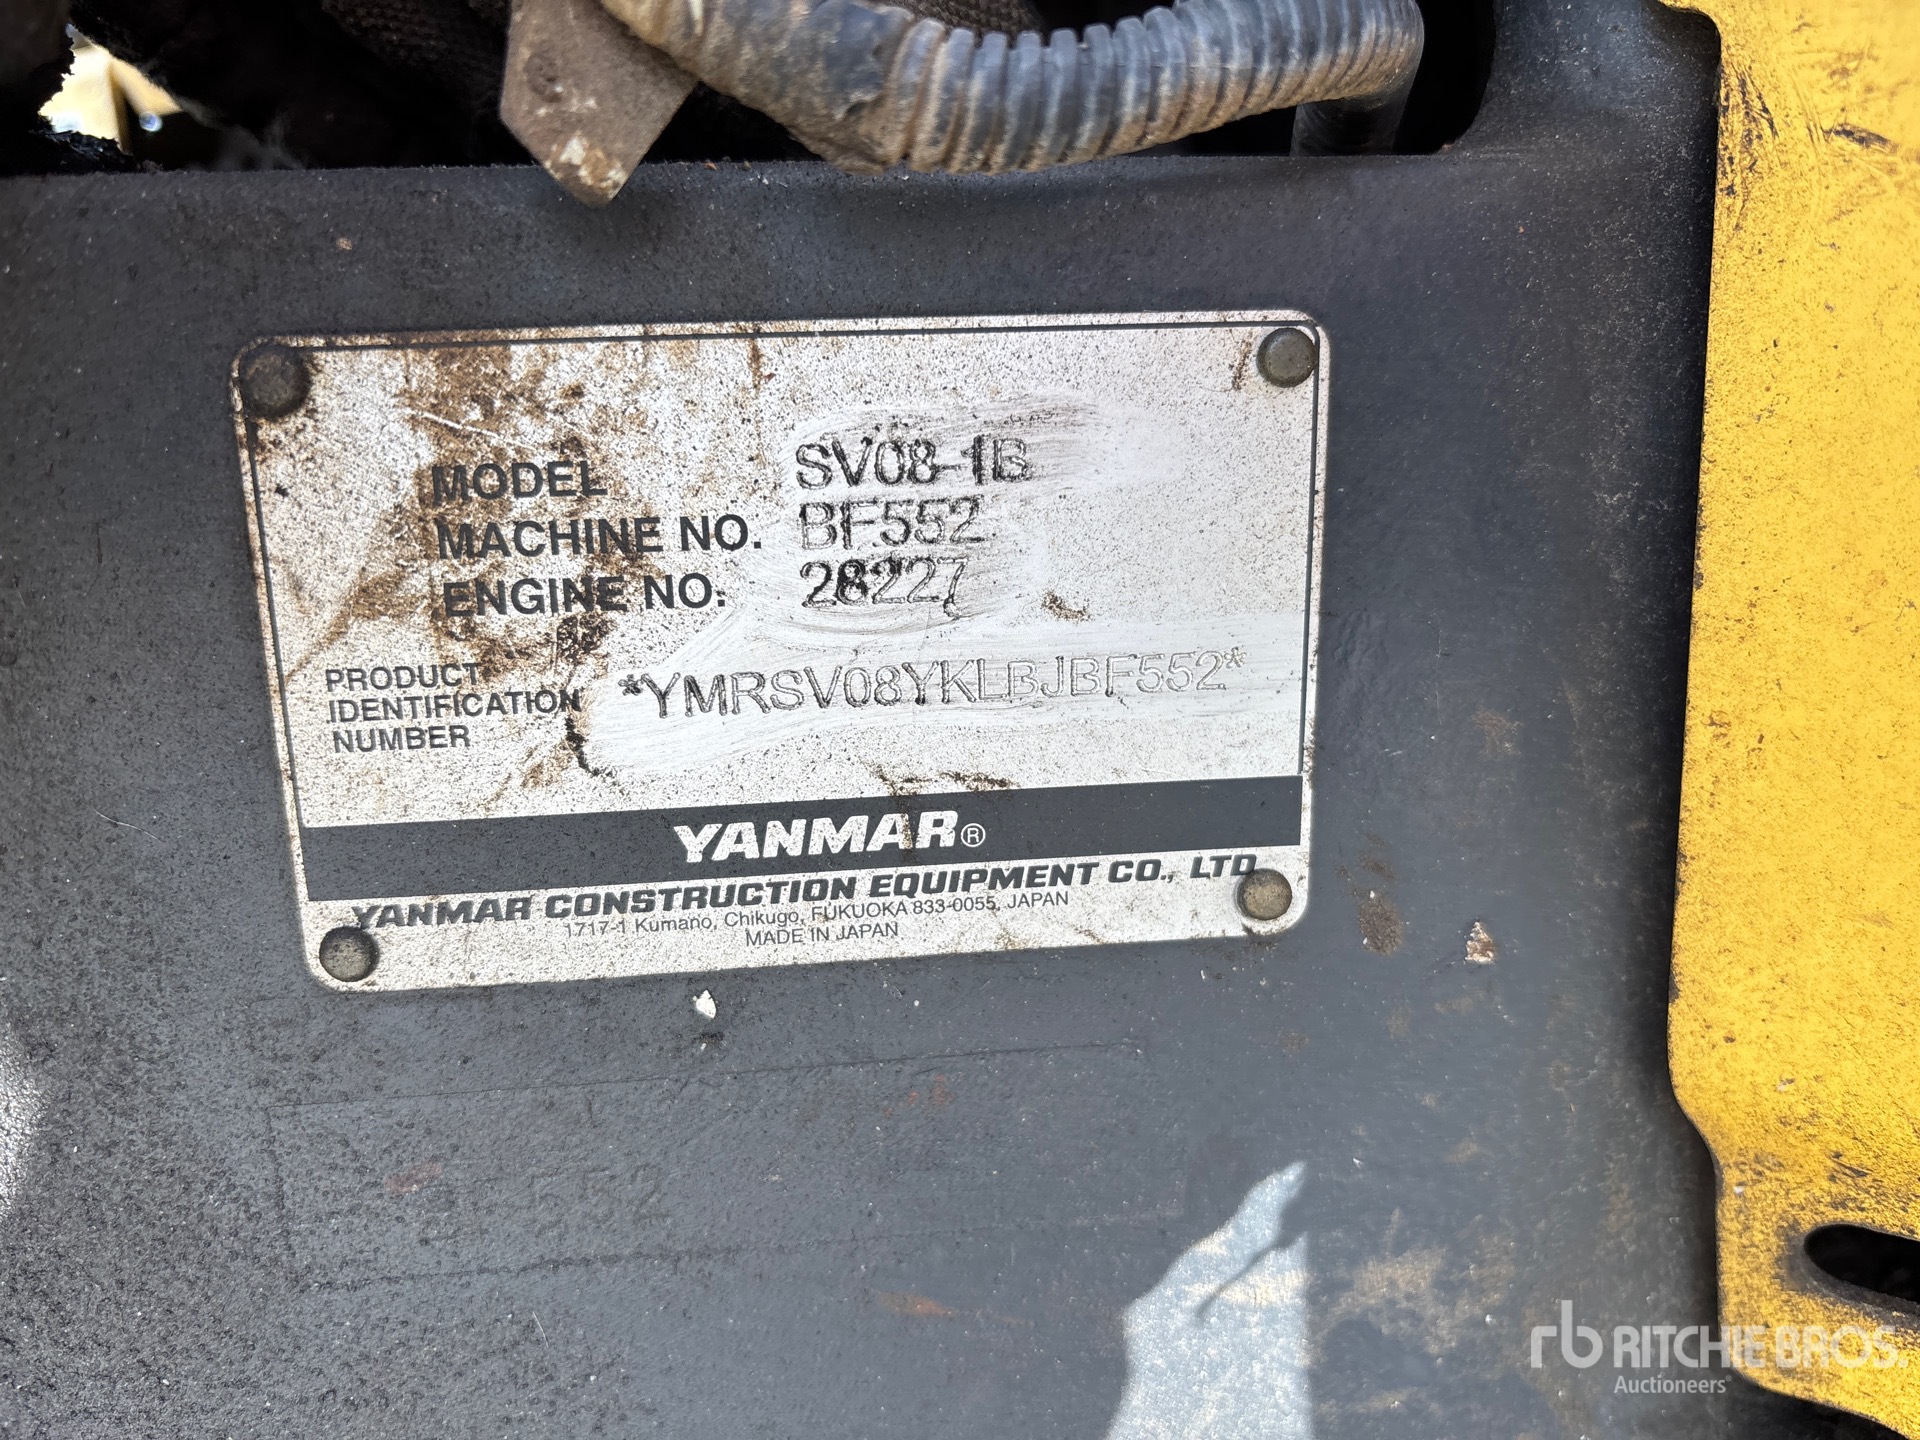 MODEL SV08-1B
MACHINE NO. BF552
ENGINE NO. 28227
PRODUCT IDENTIFICATION NUMBER *YMRSV08YKLBJBF552*
YANMAR®
YANMAR CONSTRUCTION EQUIPMENT CO., LTD.
1717-1 Kumano, Chikugo, FUKUOKA 833-0055, JAPAN
MADE IN JAPAN
rb RITCHIE BROS.
Auctioneers